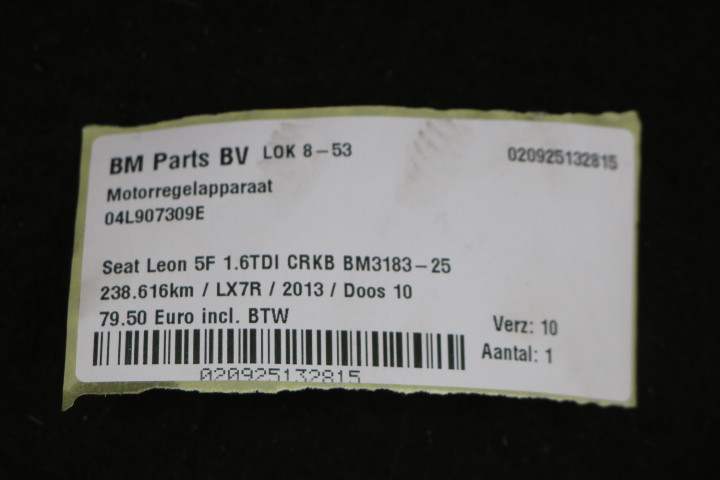 BM Parts BV LOK 8-53 020925132815
Motorregelapparaat
04L907309E
Seat Leon 5F 1.6TDI CRKB BM3183-25
238.616km / LX7R / 2013 / Doos 10
79.50 Euro incl. BTW
Verz: 10
Aantal: 1
020925132815